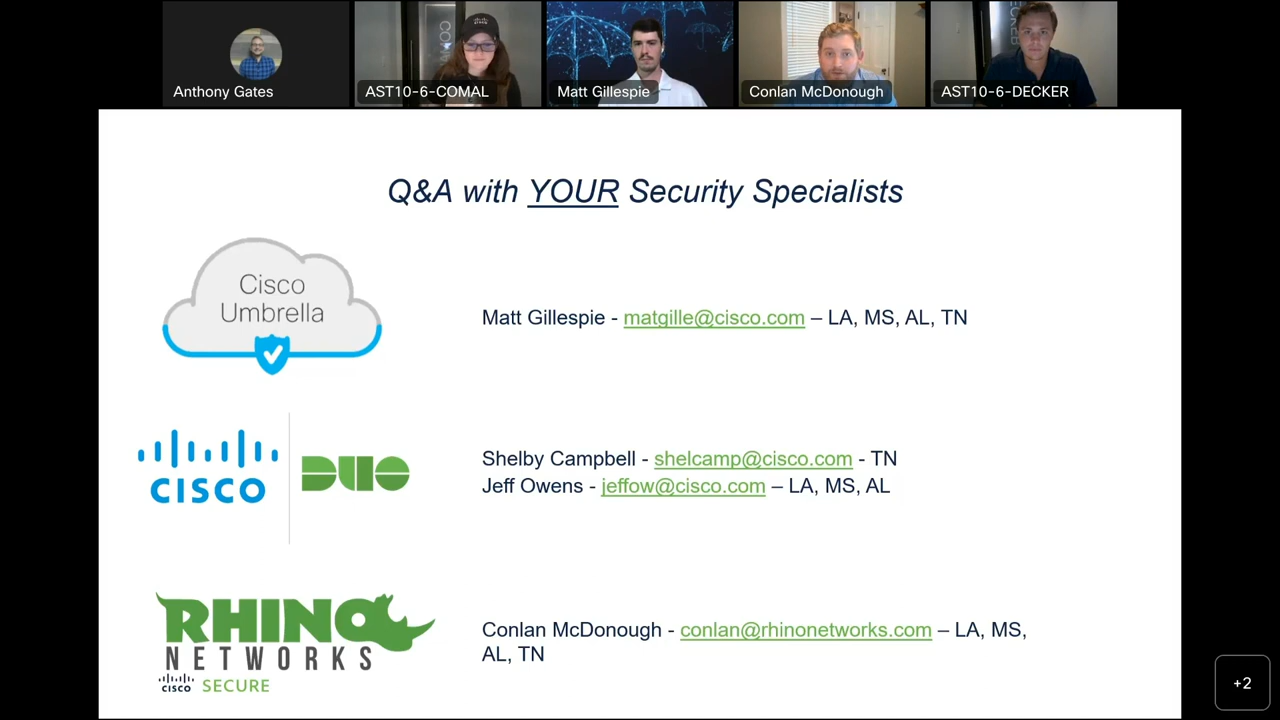 Anthony Gates
AST10-6-COMAL
Matt Gillespie
Conlan McDonough
AST10-6-DECKER
Q&A with YOUR Security Specialists
Cisco
Umbrella
Matt Gillespie - matgille@cisco.com – LA, MS, AL, TN
CISCO
DUO
Shelby Campbell - shelcamp@cisco.com - TN
Jeff Owens - jeffow@cisco.com – LA, MS, AL
RHINO
NETWORKS
CISCO SECURE
Conlan McDonough - conlan@rhinonetworks.com – LA, MS,
AL, TN
+2